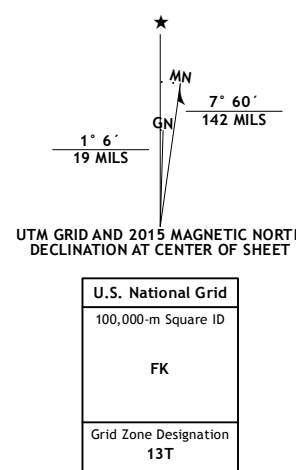 ★
MN
7° 60´
142 MILS
GN
1° 6´
19 MILS
UTM GRID AND 2015 MAGNETIC NORTH
DECLINATION AT CENTER OF SHEET
U.S. National Grid
100,000-m Square ID
FK
Grid Zone Designation
13T